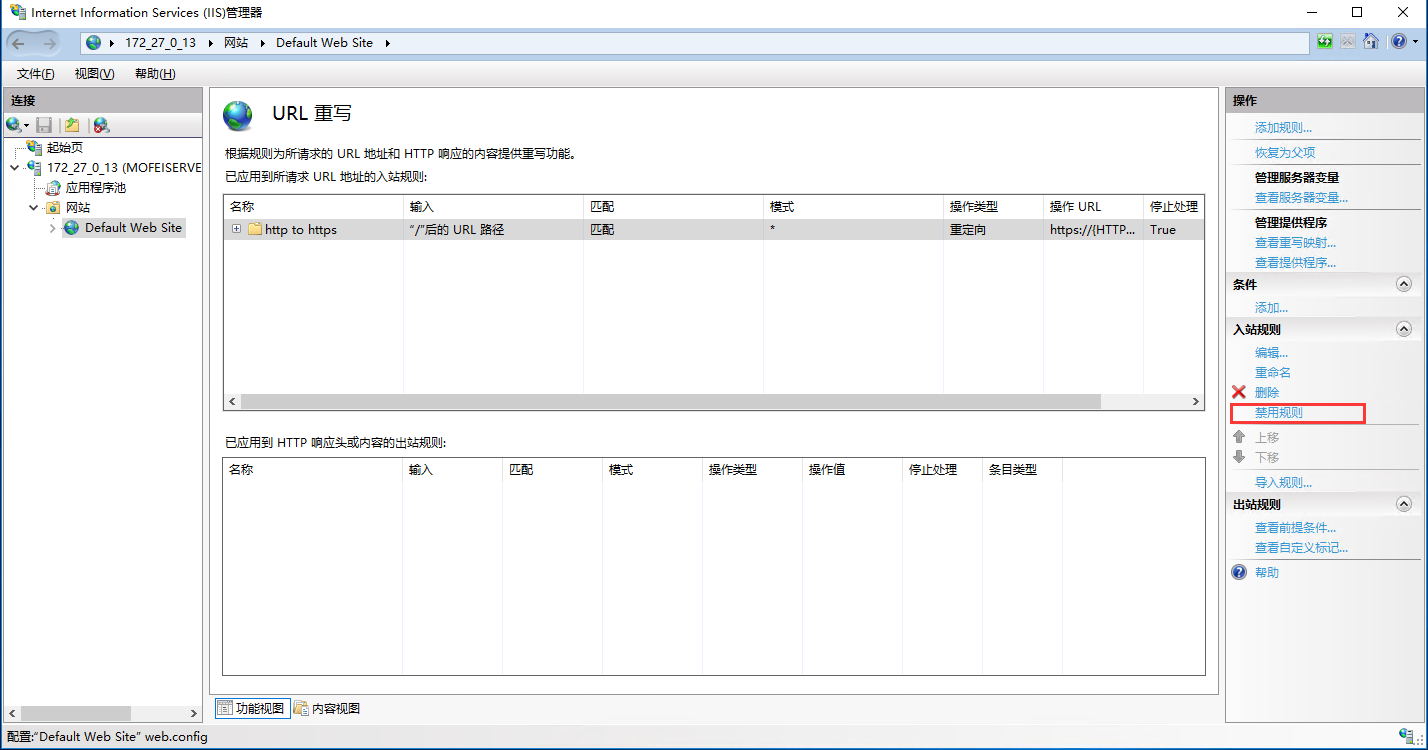 Internet Information Services (IIS)管理器
172_27_0_13 网站 Default Web Site
文件(F) 视图(V) 帮助(H)
连接
起始页
172_27_0_13 (MOFEISERVE
应用程序池
网站
Default Web Site
URL 重写
根据规则为所请求的 URL 地址和 HTTP 响应的内容提供重写功能。
已应用到所请求 URL 地址的入站规则:
名称 输入 匹配 模式 操作类型 操作 URL 停止处理
http to https “/”后的 URL 路径 匹配 * 重定向 https://{HTTP... True
已应用到 HTTP 响应头或内容的出站规则:
名称 输入 匹配 模式 操作类型 操作值 停止处理 条目类型
功能视图 内容视图
操作
添加规则...
恢复为父项
管理服务器变量
查看服务器变量...
管理提供程序
查看重写映射...
查看提供程序...
条件
添加...
入站规则
编辑...
重命名
删除
禁用规则
上移
下移
导入规则...
出站规则
查看前提条件...
查看自定义标记...
帮助
配置:“Default Web Site” web.config